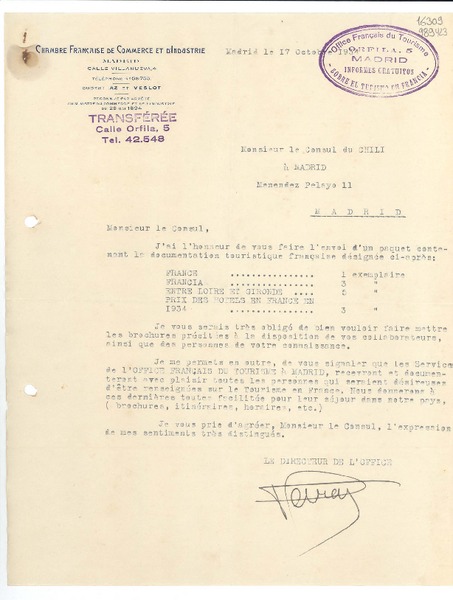 16309
989423
CHAMBRE FRANÇAISE DE COMMERCE ET D'INDUSTRIE
MADRID
CALLE VILLANUEVA, 4
TRANSFÉRÉE
Calle Orfila, 5
Tel. 42.548
Office Français du Tourisme
ORFILA, 5
MADRID
INFORMES GRATUITOS
SOBRE EL TURISMO EN FRANCIA
Madrid le 17 Octobre
Monsieur le Consul du CHILI
à MADRID
Menendez Pelayo 11
M A D R I D
Monsieur le Consul,
J'ai l'honneur de vous faire l'envoi d'un paquet conte-
nant la documentation touristique française désignée ci-après:
FRANCE .............. 1 exemplaire
FRANCIA .............. 3 "
ENTRE LOIRE ET GIRONDE .. "
PRIX DES HOTELS EN FRANCE EN
1934 .............. 3 "
Je vous serais très obligé de bien vouloir faire mettre
les brochures précitées à la disposition de vos collaborateurs,
ainsi que des personnes de votre connaissance.
Je me permets en outre, de vous signaler que les Services
de l'OFFICE FRANÇAIS DU TOURISME à MADRID, recevront et documen-
teront avec plaisir toutes les personnes qui seraient désireuses
d'être renseignées sur le Tourisme en France. Nous donnerons à
ces dernières toutes facilités pour leur séjour dans notre pays,
( brochures, itinéraires, horaires, etc.)
Je vous prie d'agréer, Monsieur le Consul, l'expression
de mes sentiments très distingués.
LE DIRECTEUR DE L'OFFICE